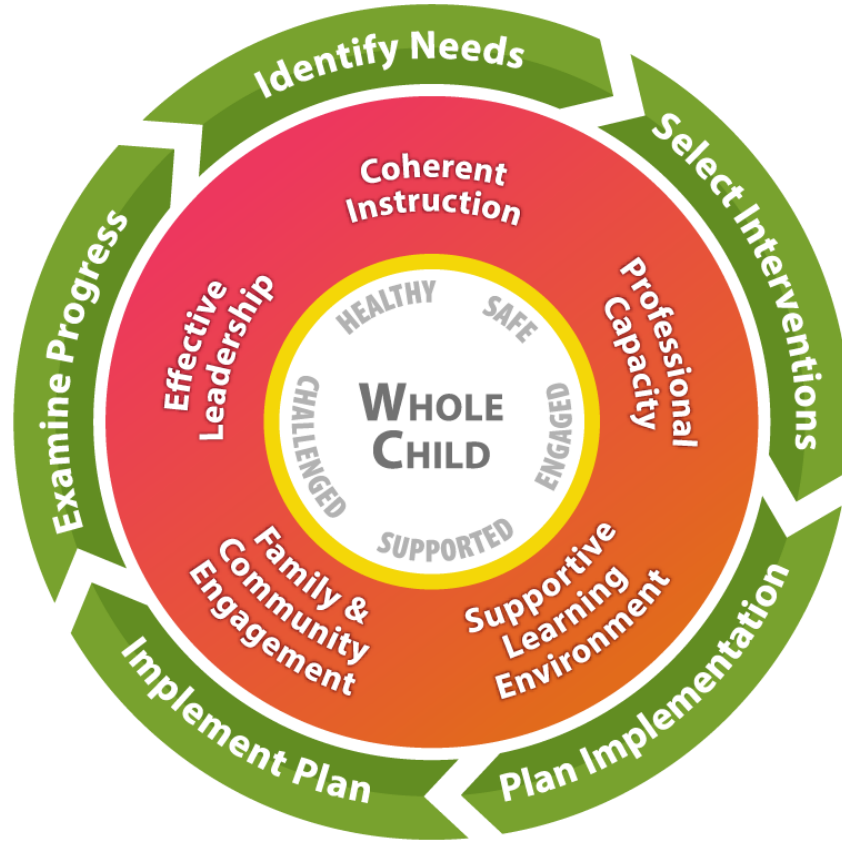 Identify Needs
Select Interventions
Plan Implementation
Implement Plan
Examine Progress
Coherent
Instruction
Professional
Capacity
Supportive
Learning
Environment
Family &
Community
Engagement
Effective
Leadership
HEALTHY
SAFE
ENGAGED
SUPPORTED
CHALLENGED
WHOLE
CHILD